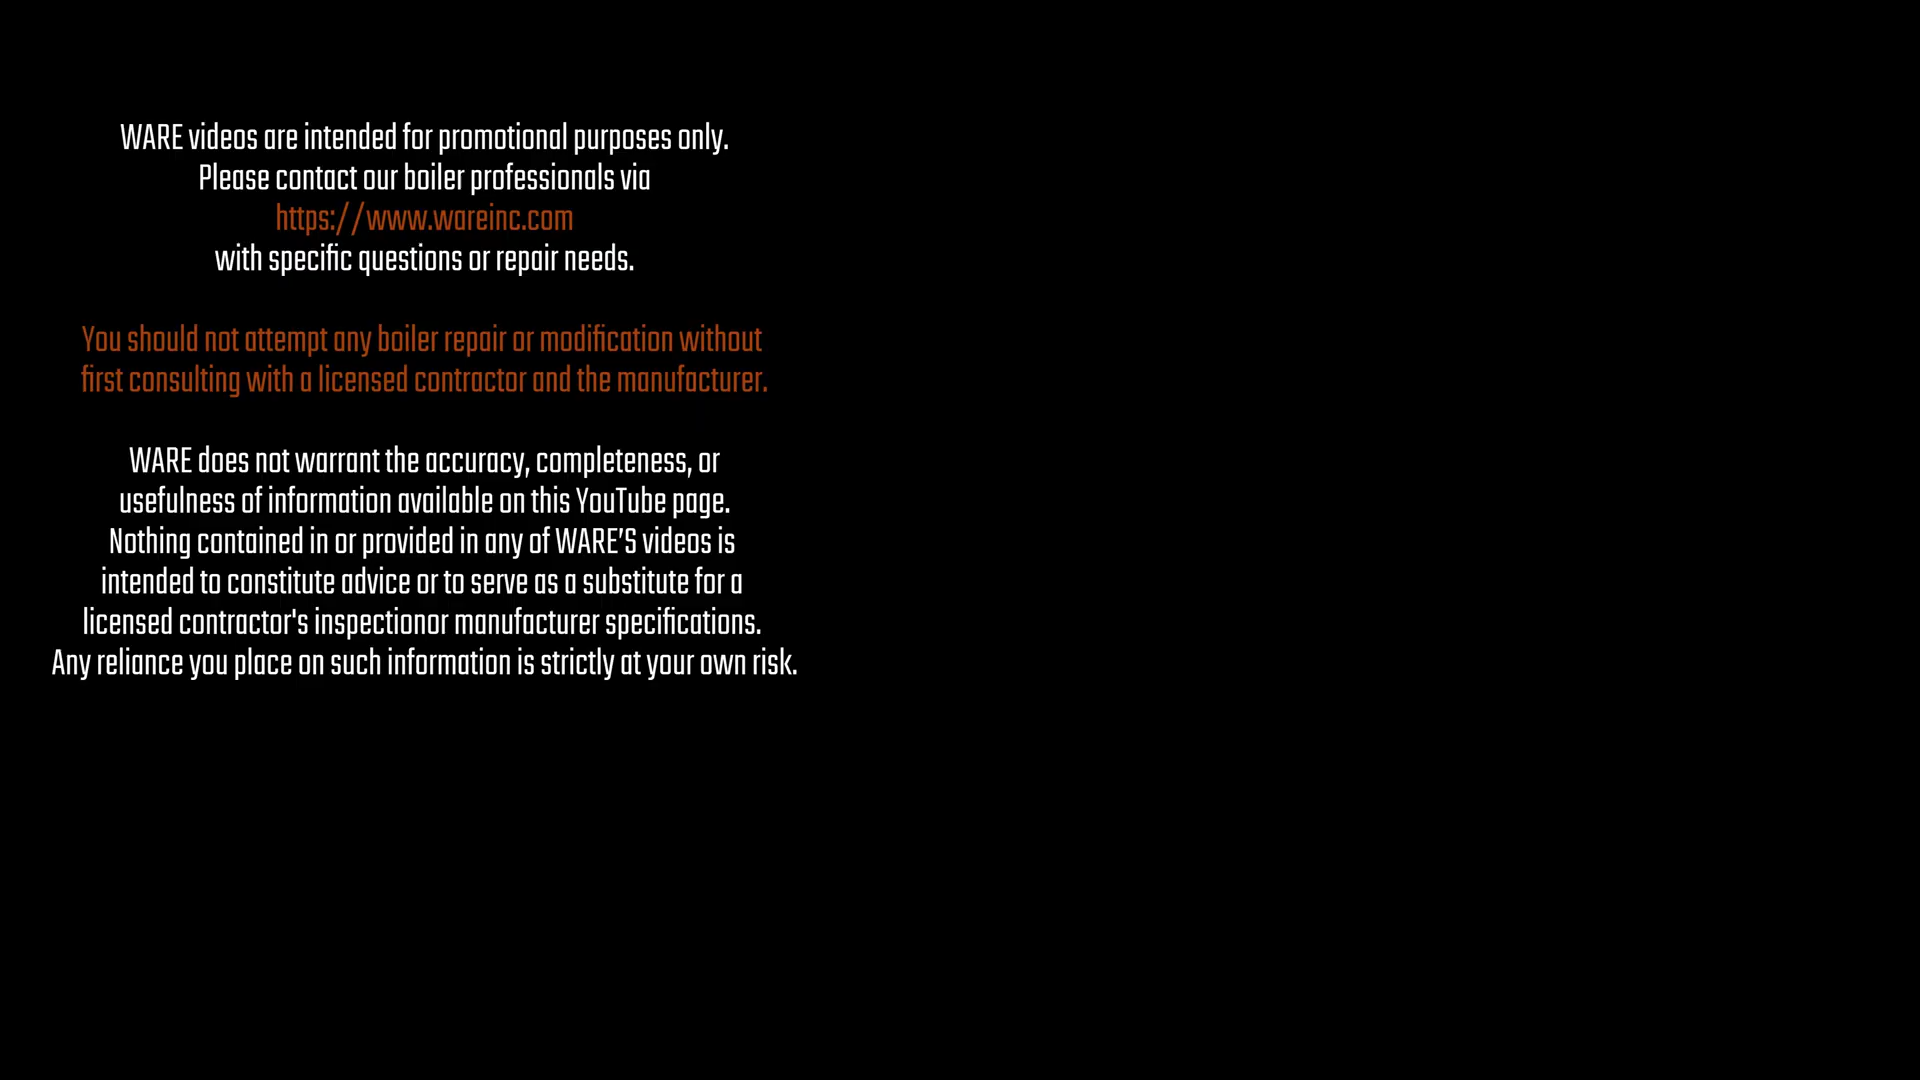 WARE videos are intended for promotional purposes only.
Please contact our boiler professionals via
https://www.wareinc.com
with specific questions or repair needs.
You should not attempt any boiler repair or modification without
first consulting with a licensed contractor and the manufacturer.
WARE does not warrant the accuracy, completeness, or
usefulness of information available on this YouTube page.
Nothing contained in or provided in any of WARE’S videos is
intended to constitute advice or to serve as a substitute for a
licensed contractor's inspectionor manufacturer specifications.
Any reliance you place on such information is strictly at your own risk.